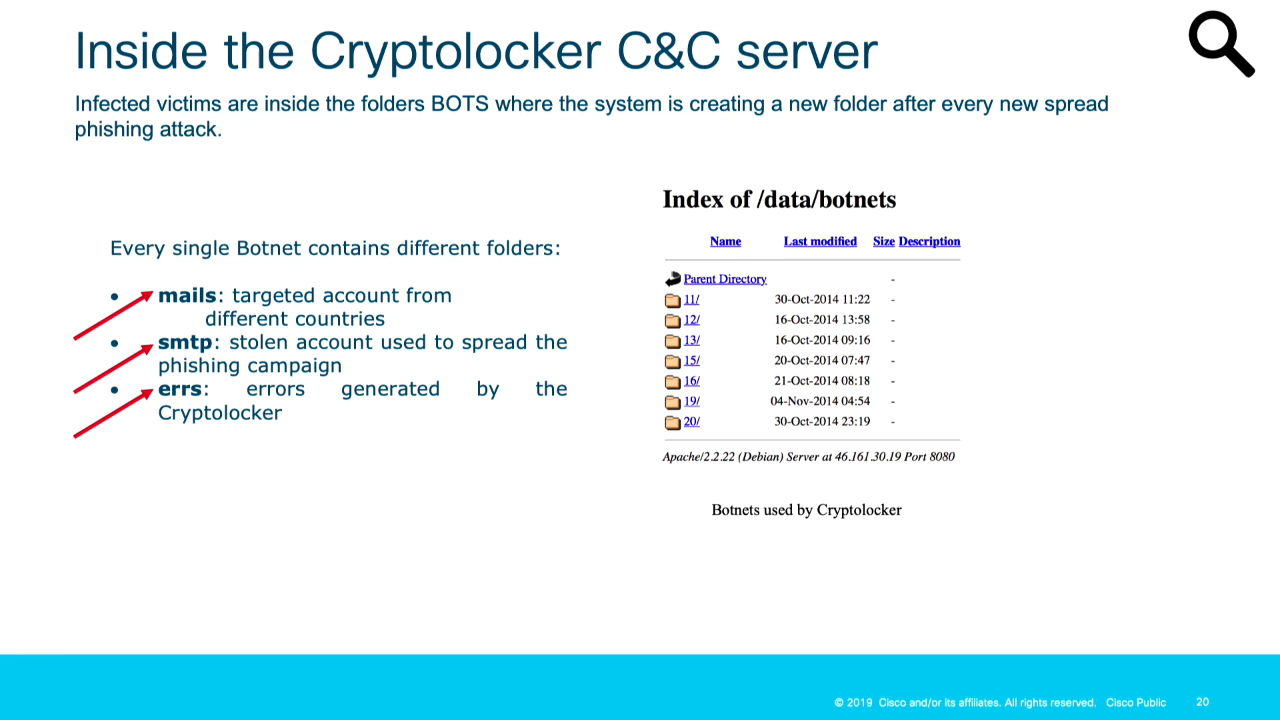 Inside the Cryptolocker C&C server
Infected victims are inside the folders BOTS where the system is creating a new folder after every new spread
phishing attack.
Every single Botnet contains different folders:
• mails: targeted account from
different countries
• smtp: stolen account used to spread the
phishing campaign
• errs: errors generated by the
Cryptolocker
Index of /data/botnets
Name Last modified Size Description
Parent Directory -
11/ 30-Oct-2014 11:22 -
12/ 16-Oct-2014 13:58 -
13/ 16-Oct-2014 09:16 -
15/ 20-Oct-2014 07:47 -
16/ 21-Oct-2014 08:18 -
19/ 04-Nov-2014 04:54 -
20/ 30-Oct-2014 23:19 -
Apache/2.2.22 (Debian) Server at 46.161.30.19 Port 8080
Botnets used by Cryptolocker
© 2019 Cisco and/or its affiliates. All rights reserved. Cisco Public 20